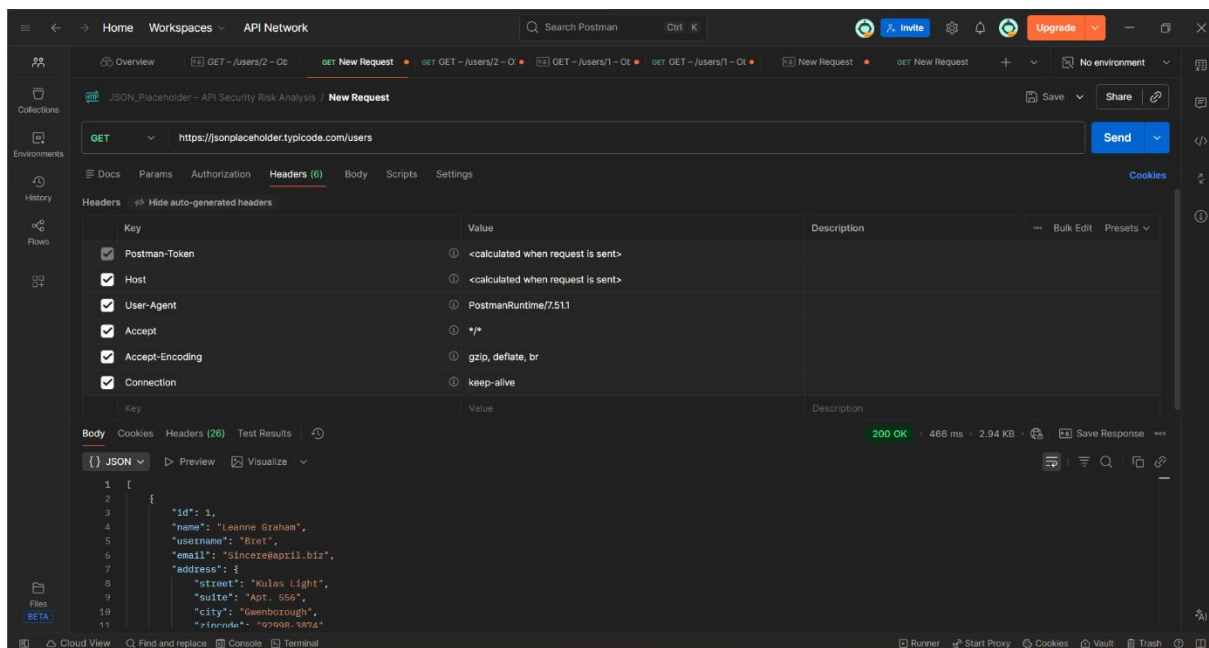 Home Workspaces API Network Search Postman Ctrl K Invite Upgrade
Overview GET – /users/2 – Ot GET New Request GET GET – /users/2 – O GET – /users/1 – Ot GET GET – /users/1 – Ot New Request GET New Request No environment
JSON_Placeholder – API Security Risk Analysis / New Request Save Share
Collections
GET https://jsonplaceholder.typicode.com/users Send
Environments
Docs Params Authorization Headers (6) Body Scripts Settings Cookies
History
Headers Hide auto-generated headers
Key Value Description Bulk Edit Presets
Flows
Postman-Token <calculated when request is sent>
Host <calculated when request is sent>
User-Agent PostmanRuntime/7.51.1
Accept */*
Accept-Encoding gzip, deflate, br
Connection keep-alive
Key Value Description
Body Cookies Headers (26) Test Results 200 OK 466 ms 2.94 KB Save Response
{} JSON Preview Visualize
1 [
2 {
3 "id": 1,
4 "name": "Leanne Graham",
5 "username": "Bret",
6 "email": "Sincere@april.biz",
7 "address": {
8 "street": "Kulas Light",
9 "suite": "Apt. 556",
10 "city": "Gwenborough",
11 "zipcode": "92998-3874"
Files
BETA
AI
Cloud View Find and replace Console Terminal Runner Start Proxy Cookies Vault Trash